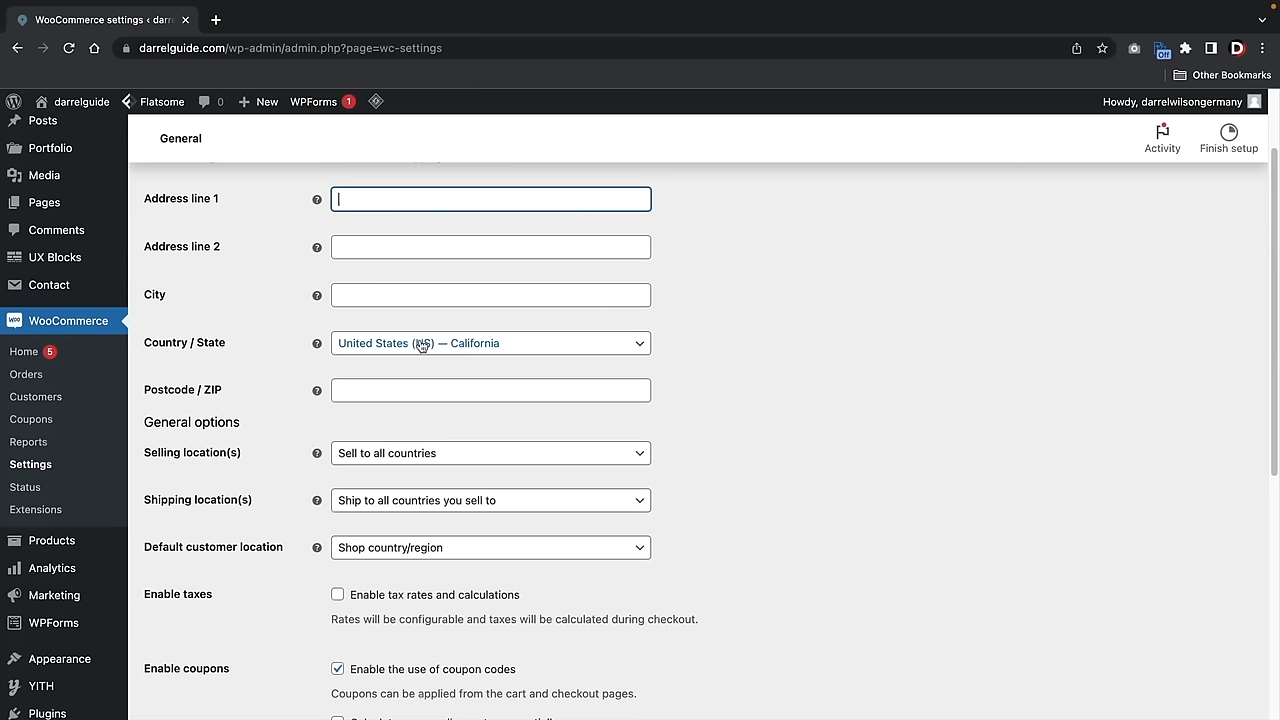 WooCommerce settings ‹ darr
darrelguide.com/wp-admin/admin.php?page=wc-settings
Off
D
Other Bookmarks
darrelguide
Flatsome
0
New
WPForms 1
Howdy, darrelwilsongermany
Posts
Portfolio
Media
Pages
Comments
UX Blocks
Contact
WooCommerce
Home 5
Orders
Customers
Coupons
Reports
Settings
Status
Extensions
Products
Analytics
Marketing
WPForms
Appearance
YITH
Plugins
General
Activity
Finish setup
Address line 1
Address line 2
City
Country / State
United States (US) — California
Postcode / ZIP
General options
Selling location(s)
Sell to all countries
Shipping location(s)
Ship to all countries you sell to
Default customer location
Shop country/region
Enable taxes
Enable tax rates and calculations
Rates will be configurable and taxes will be calculated during checkout.
Enable coupons
Enable the use of coupon codes
Coupons can be applied from the cart and checkout pages.